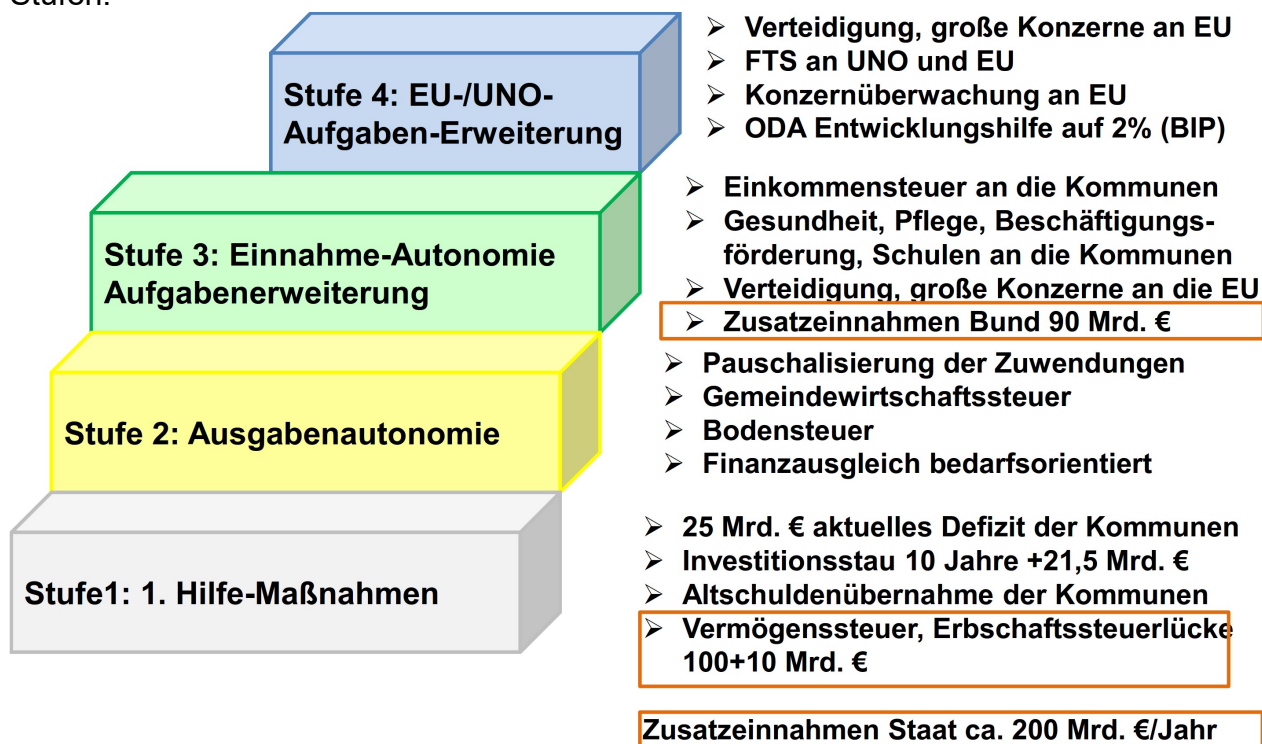 Stufen:
Stufe 4: EU-/UNO-
Aufgaben-Erweiterung
➢ Verteidigung, große Konzerne an EU
➢ FTS an UNO und EU
➢ Konzernüberwachung an EU
➢ ODA Entwicklungshilfe auf 2% (BIP)
Stufe 3: Einnahme-Autonomie
Aufgabenerweiterung
➢ Einkommensteuer an die Kommunen
➢ Gesundheit, Pflege, Beschäftigungs-
förderung, Schulen an die Kommunen
➢ Verteidigung, große Konzerne an die EU
➢ Zusatzeinnahmen Bund 90 Mrd. €
Stufe 2: Ausgabenautonomie
➢ Pauschalisierung der Zuwendungen
➢ Gemeindewirtschaftssteuer
➢ Bodensteuer
➢ Finanzausgleich bedarfsorientiert
Stufe1: 1. Hilfe-Maßnahmen
➢ 25 Mrd. € aktuelles Defizit der Kommunen
➢ Investitionsstau 10 Jahre +21,5 Mrd. €
➢ Altschuldenübernahme der Kommunen
➢ Vermögenssteuer, Erbschaftssteuerlücke
100+10 Mrd. €
Zusatzeinnahmen Staat ca. 200 Mrd. €/Jahr